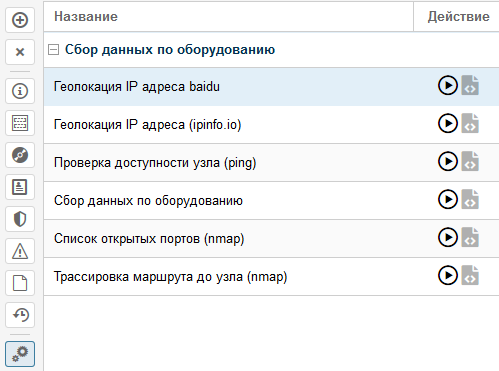 Название Действие
Сбор данных по оборудованию
Геолокация IP адреса baidu
Геолокация IP адреса (ipinfo.io)
Проверка доступности узла (ping)
Сбор данных по оборудованию
Список открытых портов (nmap)
Трассировка маршрута до узла (nmap)